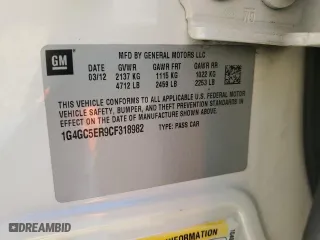 GM
MFD BY GENERAL MOTORS LLC
DATE GVWR GAWR FRT GAWR RR
03/12 2137 KG 1115 KG 1022 KG
4712 LB 2459 LB 2253 LB
THIS VEHICLE CONFORMS TO ALL APPLICABLE U.S. FEDERAL MOTOR
VEHICLE SAFETY, BUMPER, AND THEFT PREVENTION STANDARDS IN
EFFECT ON THE DATE OF MANUFACTURE SHOWN ABOVE.
1G4GC5ER9CF318982 TYPE: PASS CAR
DREAMBID